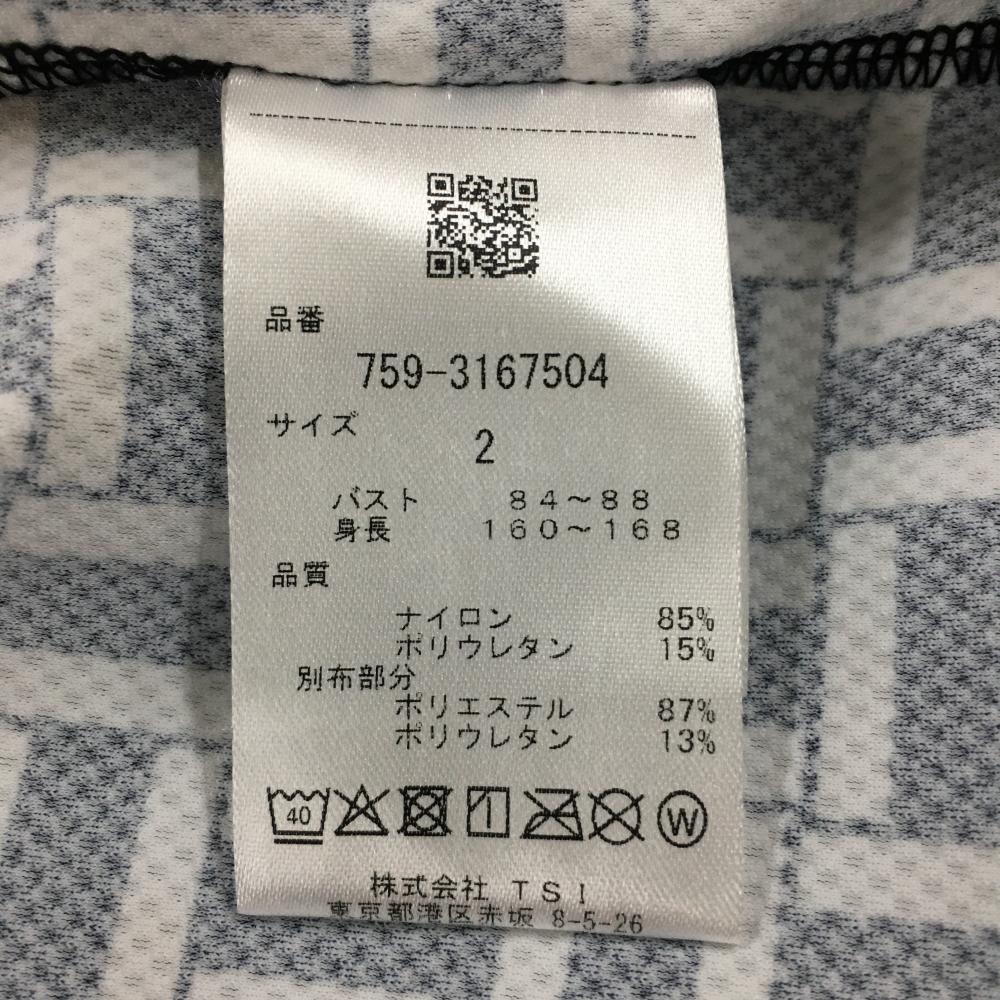 品番
759-3167504
サイズ
2
バスト 84～88
身長 160～168
品質
ナイロン 85%
ポリウレタン 15%
別布部分
ポリエステル 87%
ポリウレタン 13%
40 W
株式会社 TSI
東京都港区赤坂 8-5-26